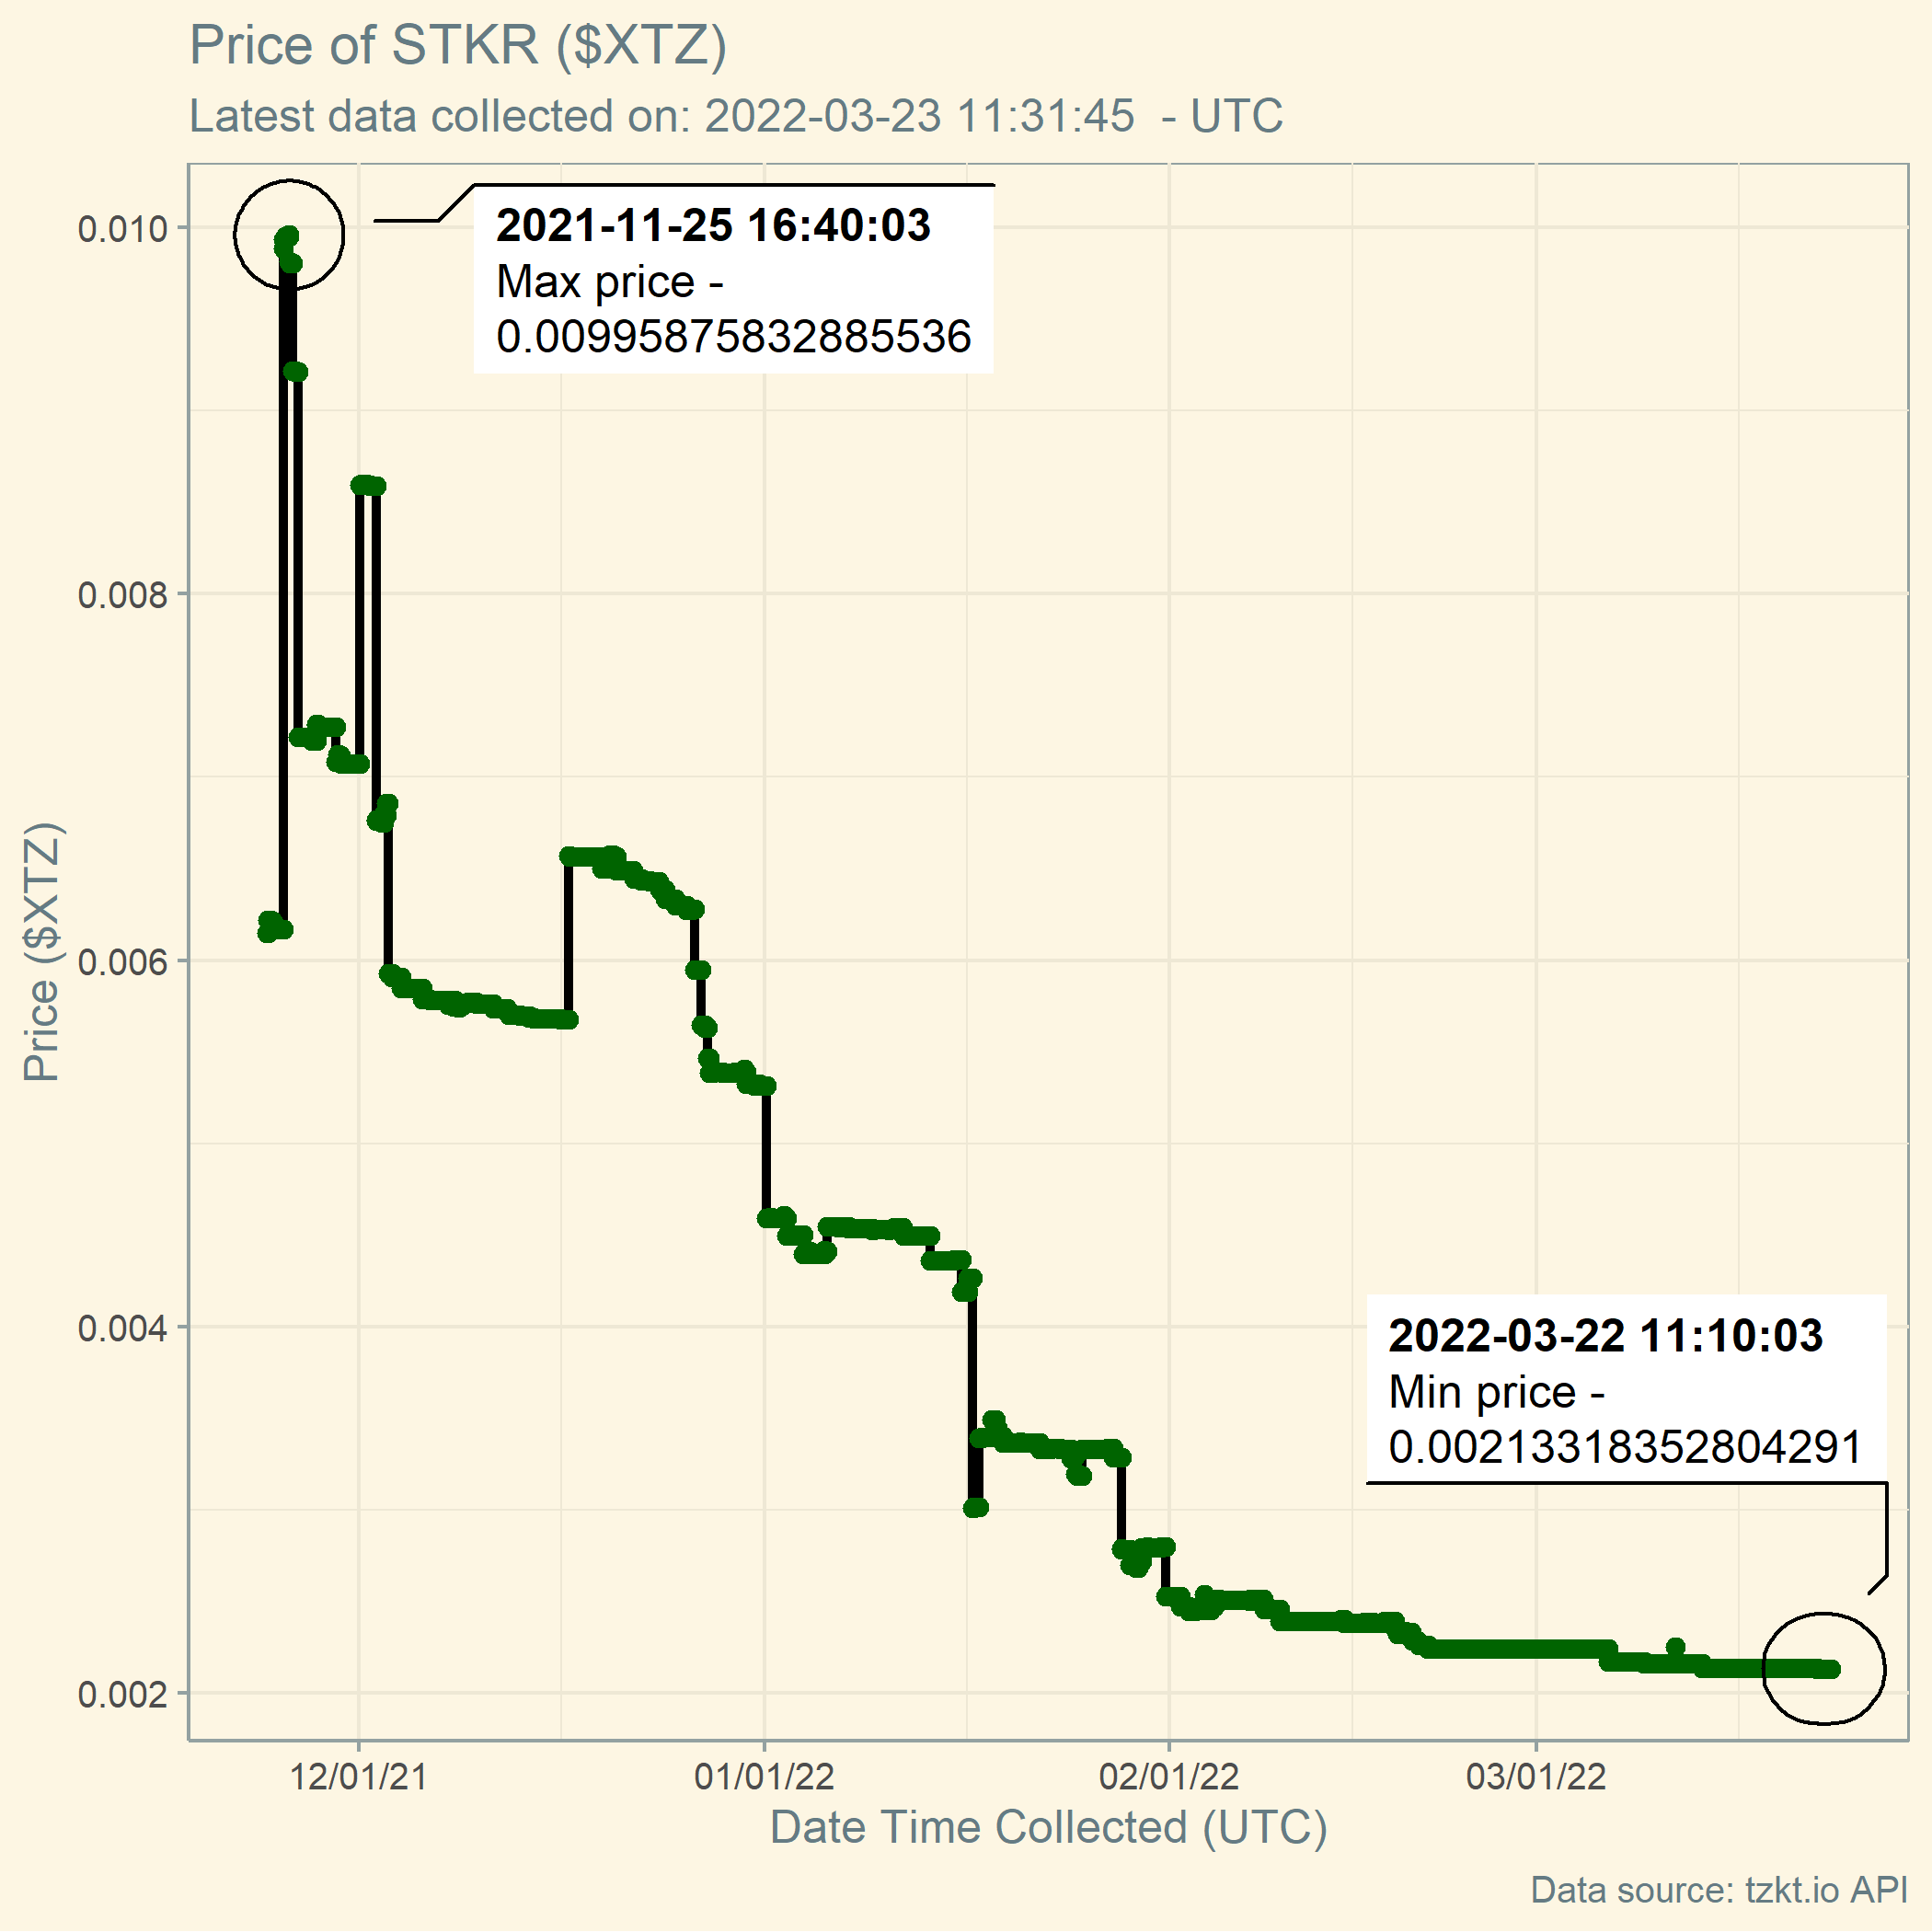 Price of STKR ($XTZ)
Latest data collected on: 2022-03-23 11:31:45  - UTC
2021-11-25 16:40:03
Max price -
0.00995875832885536
2022-03-22 11:10:03
Min price -
0.00213318352804291
Price ($XTZ)
0.010
0.008
0.006
0.004
0.002
12/01/21
01/01/22
02/01/22
03/01/22
Date Time Collected (UTC)
Data source: tzkt.io API